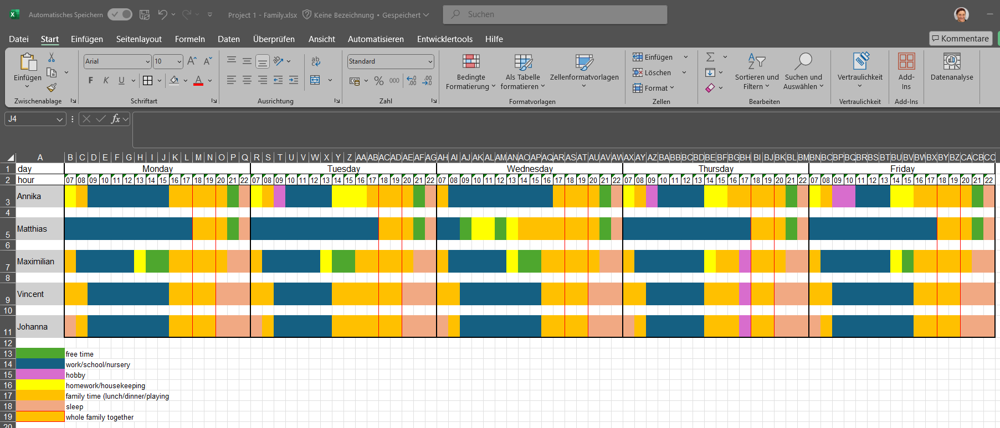 Automatisches Speichern
Project 1 - Family.xlsx
Keine Bezeichnung • Gespeichert
Suchen
Datei Start Einfügen Seitenlayout Formeln Daten Überprüfen Ansicht Automatisieren Entwicklertools Hilfe
Kommentare
Einfügen
Zwischenablage
Arial 10
F K U
Schriftart
ab
Ausrichtung
Standard
% 000
Zahl
Bedingte Formatierung
Als Tabelle formatieren
Zellenformatvorlagen
Formatvorlagen
Einfügen
Löschen
Format
Zellen
Sortieren und Filtern
Suchen und Auswählen
Bearbeiten
Vertraulichkeit
Vertraulichkeit
Add-Ins
Add-Ins
Datenanalyse
J4
fx
A B C D E F G H I J K L M N O P Q R S T U V W X Y Z AA AB AC AD AE AF AG AH AI AJ AK AL AM AN AO AP AQ AR AS AT AU AV AW AX AY AZ BA BB BC BD BE BF BG BH BI BJ BK BL BM BN BO BP BQ BR BS BT BU BV BW BX BY BZ CA CB CC
1 day Monday Tuesday Wednesday Thursday Friday
2 hour 07 08 09 10 11 12 13 14 15 16 17 18 19 20 21 22 07 08 09 10 11 12 13 14 15 16 17 18 19 20 21 22 07 08 09 10 11 12 13 14 15 16 17 18 19 20 21 22 07 08 09 10 11 12 13 14 15 16 17 18 19 20 21 22 07 08 09 10 11 12 13 14 15 16 17 18 19 20 21 22
3 Annika
4
5 Matthias
6
7 Maximilian
8
9 Vincent
10
11 Johanna
12
13 free time
14 work/school/nursery
15 hobby
16 homework/housekeeping
17 family time (lunch/dinner/playing
18 sleep
19 whole family together
20